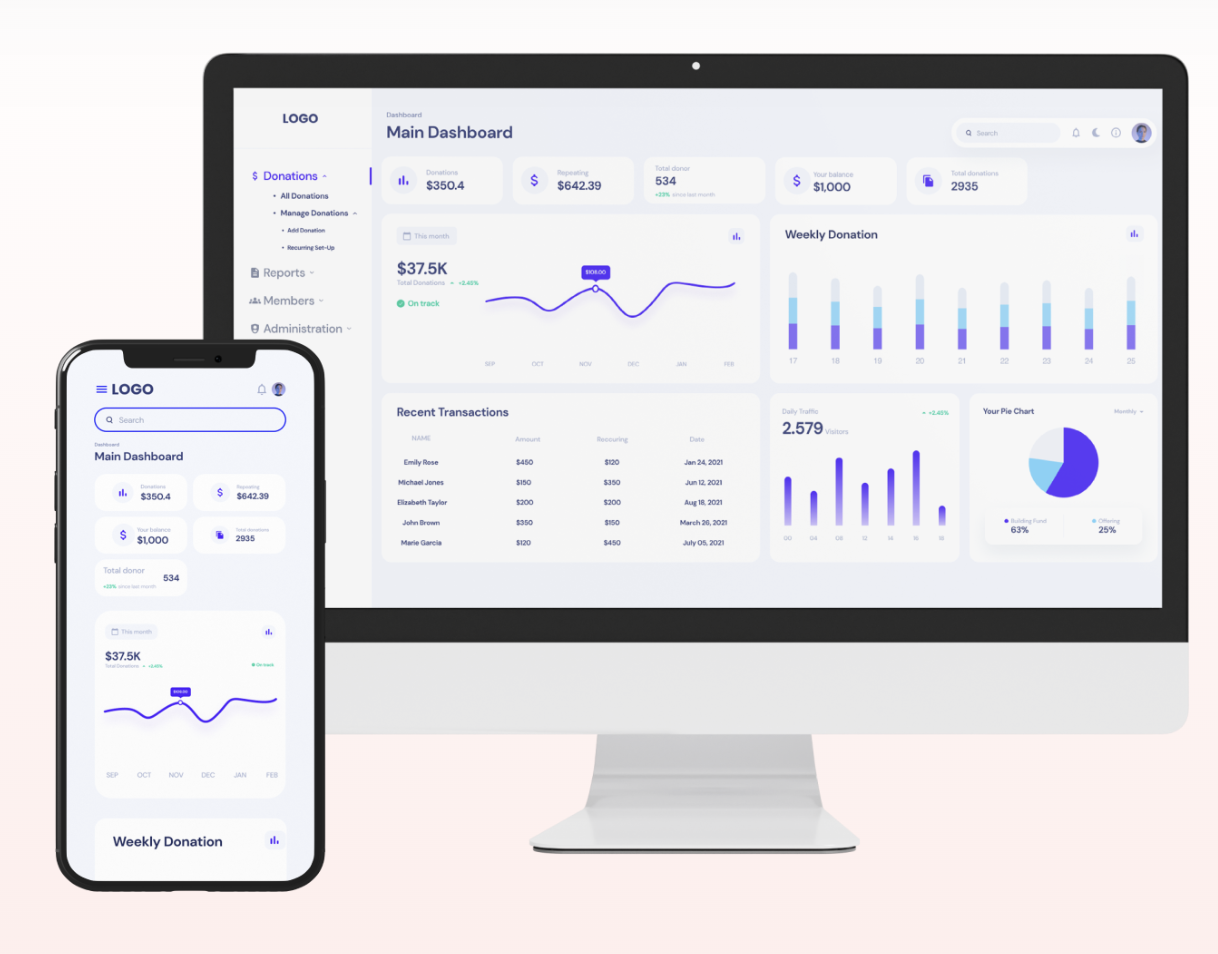 LOGO
$ Donations
• All Donations
• Manage Donations
• Add Donation
• Recurring Set-Up
Reports
Members
Administration
Dashboard
Main Dashboard
Search
Donations
$350.4
$
Repeating
$642.39
Total donor
534
+23% since last month
$
Your balance
$1,000
Total donations
2935
This month
$37.5K
Total Donations +2.45%
On track
SEP OCT NOV DEC JAN FEB
Weekly Donation
17 18 19 20 21 22 23 24 25
Recent Transactions
NAME Amount Recouring Date
Emily Rose $450 $120 Jan 24, 2021
Michael Jones $150 $350 Jun 12, 2021
Elizabeth Taylor $200 $200 Aug 18, 2021
John Brown $350 $150 March 26, 2021
Marie Garcia $120 $450 July 05, 2021
Daily Traffic +2.45%
2.579 Visitors
00 04 08 12 14 16 18
Your Pie Chart Monthly
Building Fund Offering
63% 25%
LOGO
Search
Dashboard
Main Dashboard
Donations
$350.4
$
Repeating
$642.39
$
Your balance
$1,000
Total donations
2935
Total donor 534
+23% since last month
This month
$37.5K
Total Donations +2.45% On track
SEP OCT NOV DEC JAN FEB
Weekly Donation